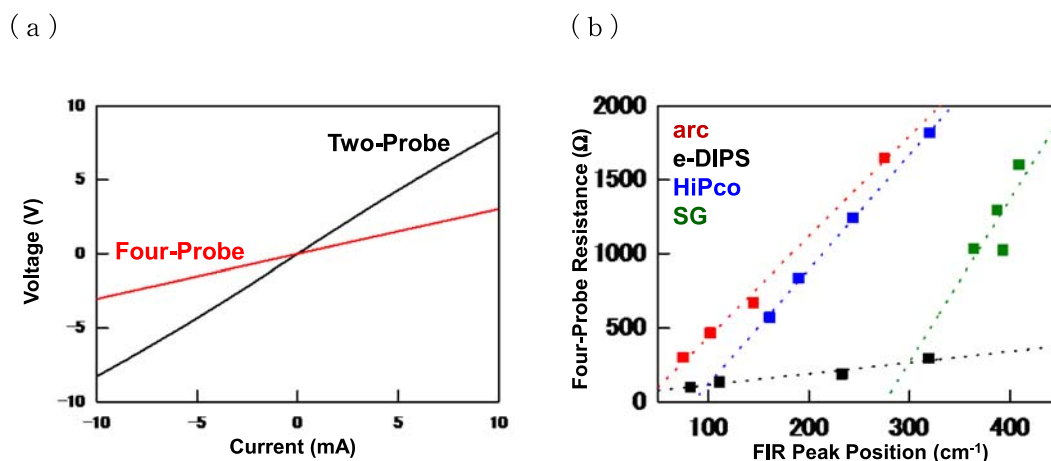 (a)
10
5
0
−5
−10
−10
−5
0
5
10
Voltage (V)
Current (mA)
Two-Probe
Four-Probe
(b)
2000
1500
1000
500
0
100
200
300
400
Four-Probe Resistance (Ω)
FIR Peak Position (cm⁻¹)
arc
e-DIPS
HiPco
SG